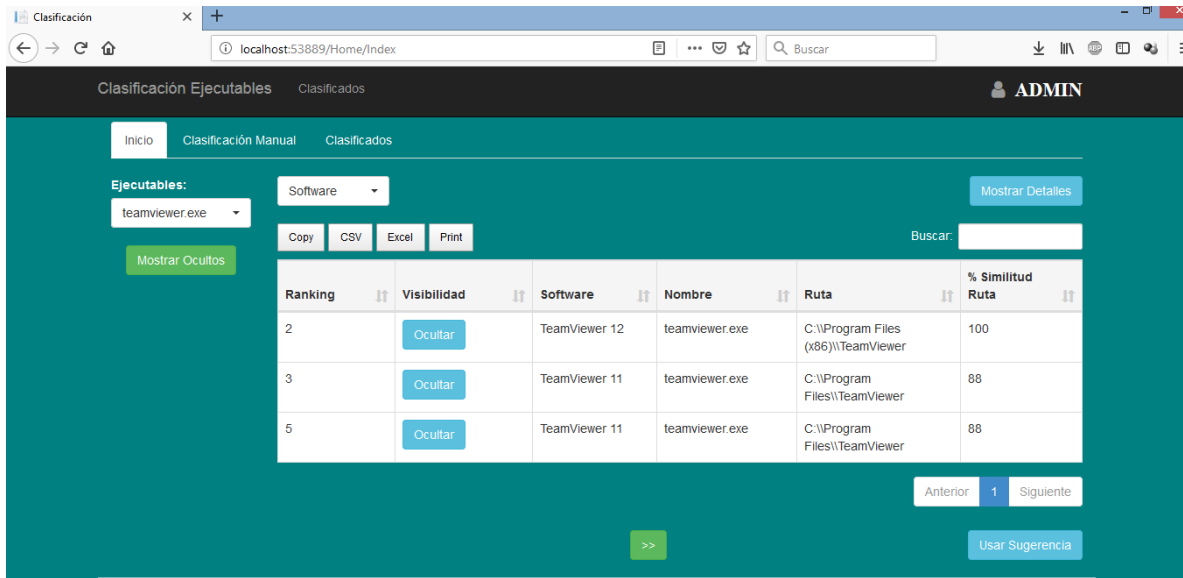 Clasificación
localhost:53889/Home/Index
Buscar
ABP
Clasificación Ejecutables Clasificados ADMIN
Inicio Clasificación Manual Clasificados
Ejecutables: Software Mostrar Detalles
teamviewer.exe
Copy CSV Excel Print Buscar:
Mostrar Ocultos
Ranking Visibilidad Software Nombre Ruta % Similitud Ruta
2 Ocultar TeamViewer 12 teamviewer.exe C:\\Program Files (x86)\\TeamViewer 100
3 Ocultar TeamViewer 11 teamviewer.exe C:\\Program Files\\TeamViewer 88
5 Ocultar TeamViewer 11 teamviewer.exe C:\\Program Files\\TeamViewer 88
Anterior 1 Siguiente
>> Usar Sugerencia